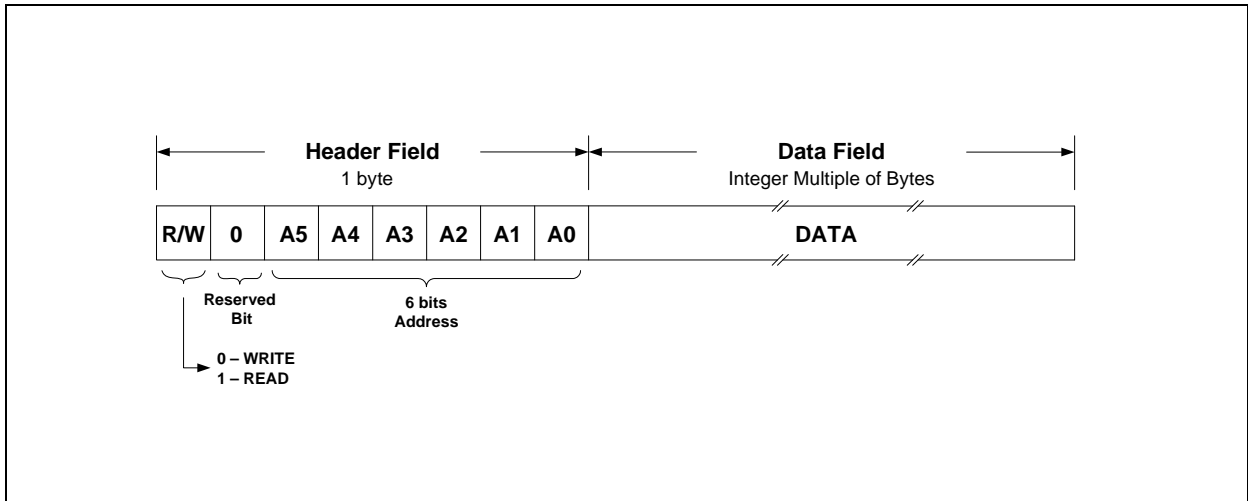 Header Field
1 byte
Data Field
Integer Multiple of Bytes
R/W 0 A5 A4 A3 A2 A1 A0 DATA
Reserved
Bit
6 bits
Address
0 – WRITE
1 – READ